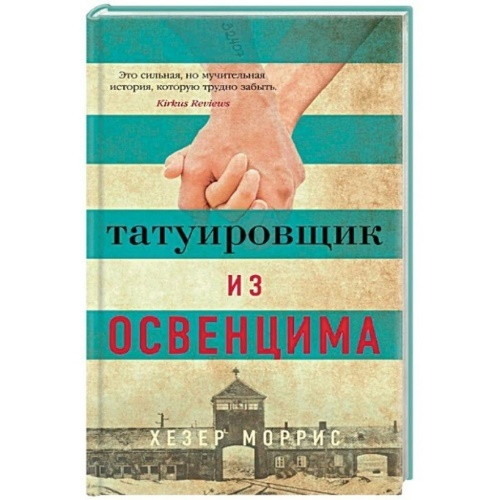 Это сильная, но мучительная
история, которую трудно забыть.
Kirkus Reviews
татуировщик
ИЗ
ОСВЕНЦИМА
ХЕЗЕР МОРРИС